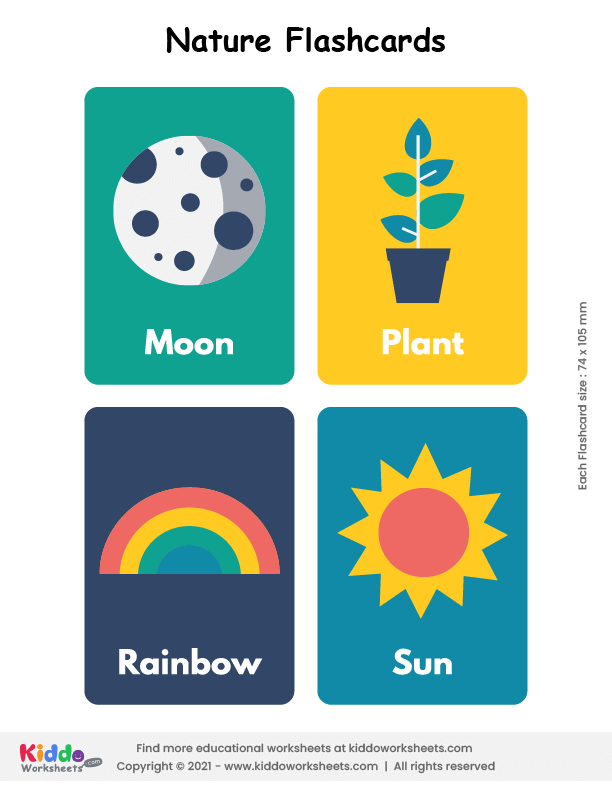 Nature Flashcards
Moon
Plant
Each Flashcard size : 74 x 105 mm
Rainbow
Sun
Kiddo
Worksheets .com
Find more educational worksheets at kiddoworksheets.com
Copyright © 2021 - www.kiddoworksheets.com | All rights reserved